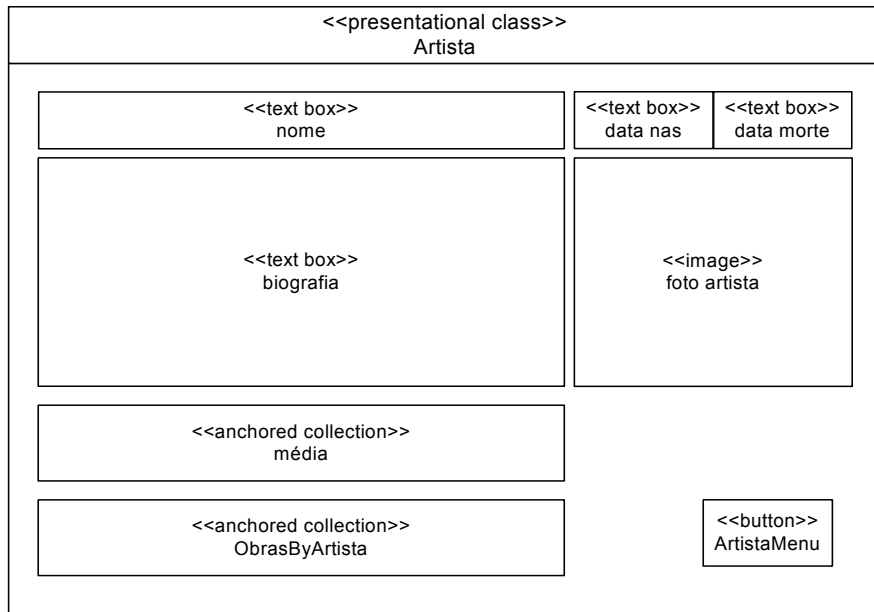 <<presentational class>>
Artista
<<text box>>
nome
<<text box>>
data nas
<<text box>>
data morte
<<text box>>
biografia
<<image>>
foto artista
<<anchored collection>>
média
<<anchored collection>>
ObrasByArtista
<<button>>
ArtistaMenu